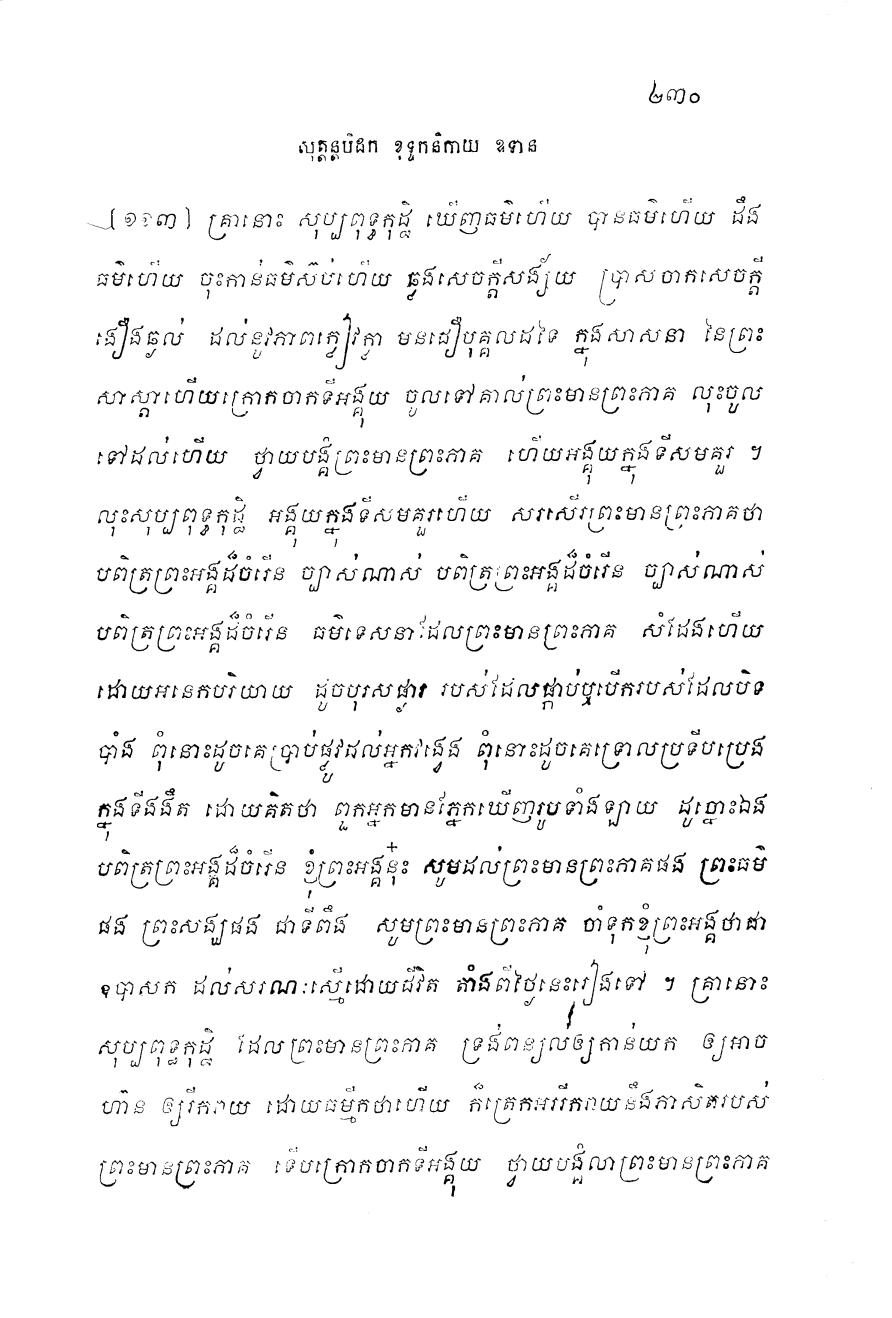 ២៣០
សុត្តន្តបិដក ខុទ្ទកនិកាយ ឧទាន
[១១៣] គ្រានោះ សុប្បពុទ្ធកុដ្ឋិ ឃើញធម៌ហើយ បានធម៌ហើយ ដឹង
ធម៌ហើយ ចុះកាន់ធម៌ស៊ប់ហើយ ឆ្លងសេចក្តីសង្ស័យ ប្រាសចាកសេចក្តី
ងឿងឆ្ងល់ ដល់នូវភាពក្លៀវក្លា មនជឿបុគ្គលដទៃ ក្នុងសាសនា នៃព្រះ
សាស្តាហើយក្រោកចាកទីអង្គុយ ចូលទៅគាល់ព្រះមានព្រះភាគ លុះចូល
ទៅដល់ហើយ ថ្វាយបង្គំព្រះមានព្រះភាគ ហើយអង្គុយក្នុងទីសមគួរ ។
លុះសុប្បពុទ្ធកុដ្ឋិ អង្គុយក្នុងទីសមគួរហើយ សរសើរព្រះមានព្រះភាគថា
បពិត្រព្រះអង្គដ៏ចំរើន ច្បាស់ណាស់ បពិត្រព្រះអង្គដ៏ចំរើន ច្បាស់ណាស់
បពិត្រព្រះអង្គដ៏ចំរើន ធម៌ទេសនាដែលព្រះមានព្រះភាគ សំដែងហើយ
ដោយអនេកបរិយាយ ដូចបុរសផ្ងារ របស់ដែលផ្កាប់ឬបើករបស់ដែលបិទ
បាំង ពុំនោះដូចគេប្រាប់ផ្លូវដល់អ្នកវង្វេង ពុំនោះដូចគេទ្រោលប្រទីបប្រេង
ក្នុងទីងងឹត ដោយគិតថា ពួកអ្នកមានភ្នែកឃើញរូបទាំងឡាយ ដូច្នោះឯង
បពិត្រព្រះអង្គដ៏ចំរើន ខ្ញុំព្រះអង្គនុ៎ះ សូមដល់ព្រះមានព្រះភាគផង ព្រះធម៌
ផង ព្រះសង្ឃផង ជាទីពឹង សូមព្រះមានព្រះភាគ ចាំទុកខ្ញុំព្រះអង្គថាជា
ឧបាសក ដល់សរណៈស្មើដោយជីវិត តាំងពីថ្ងៃនេះរៀងទៅ ។ គ្រានោះ
សុប្បពុទ្ធកុដ្ឋិ ដែលព្រះមានព្រះភាគ ទ្រង់ពន្យល់ឲ្យកាន់យក ឲ្យអាច
ហ៊ាន ឲ្យរីករាយ ដោយធម្មីកថាហើយ ក៏ត្រេកអររីករាយនឹងភាសិតរបស់
ព្រះមានព្រះភាគ ទើបក្រោកចាកទីអង្គុយ ថ្វាយបង្គំលាព្រះមានព្រះភាគ